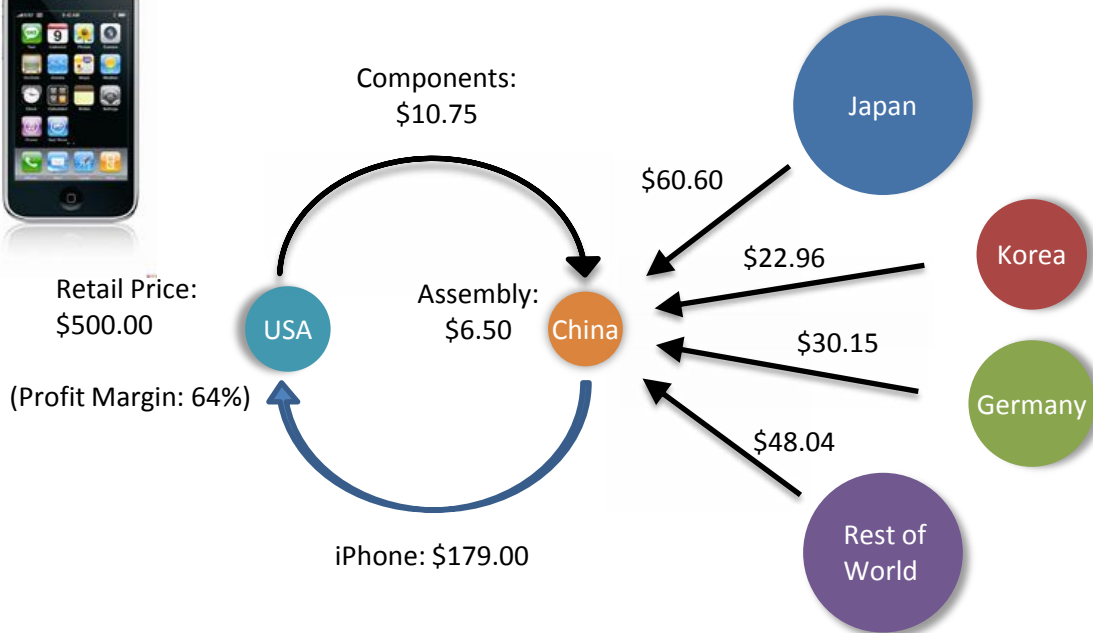 Components:
$10.75
Japan
$60.60
Korea
$22.96
Retail Price:
$500.00
USA
Assembly:
$6.50
China
$30.15
(Profit Margin: 64%)
Germany
$48.04
Rest of
World
iPhone: $179.00